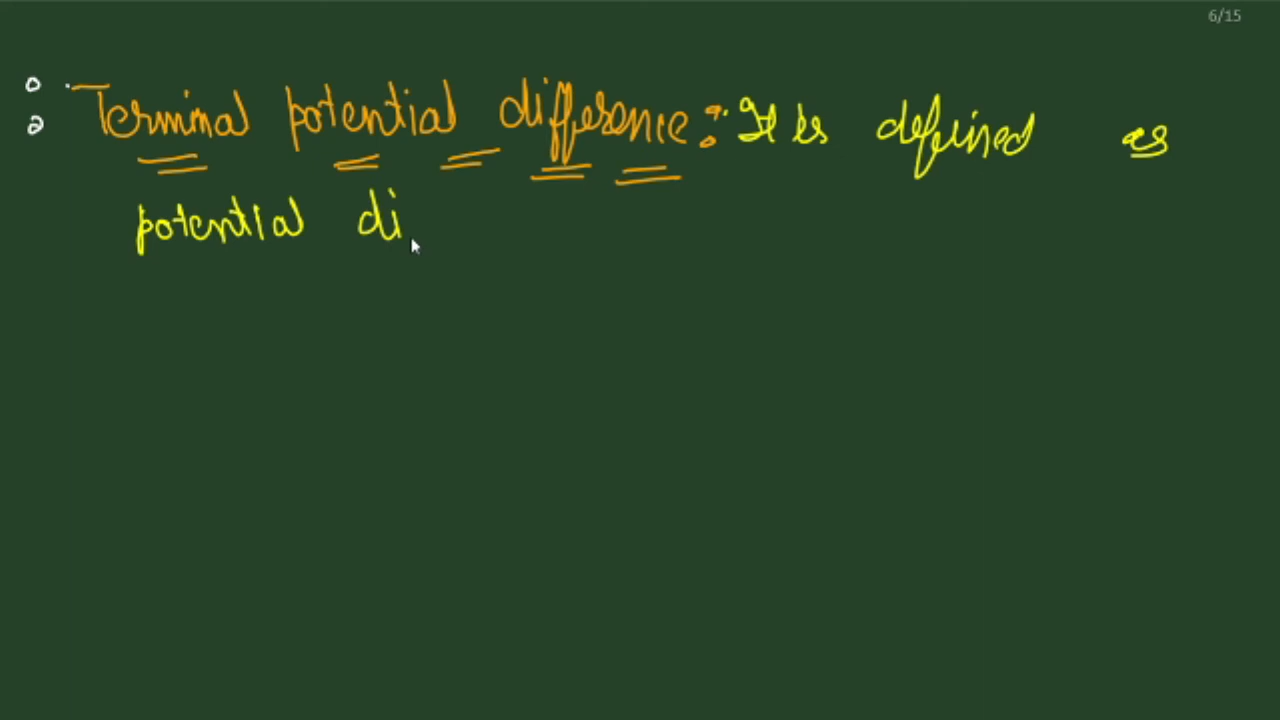 6/15
Terminal potential difference : It is defined as
potential di